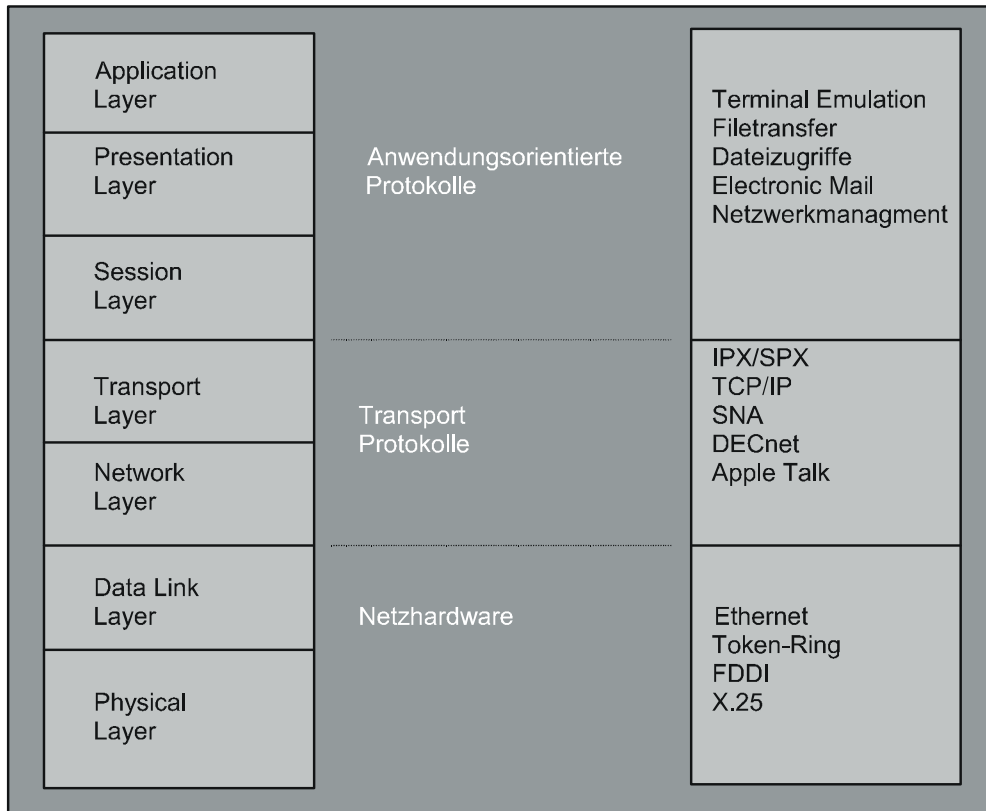 Application
Layer
Presentation
Layer
Session
Layer
Transport
Layer
Network
Layer
Data Link
Layer
Physical
Layer
Anwendungsorientierte
Protokolle
Transport
Protokolle
Netzhardware
Terminal Emulation
Filetransfer
Dateizugriffe
Electronic Mail
Netzwerkmanagment
IPX/SPX
TCP/IP
SNA
DECnet
Apple Talk
Ethernet
Token-Ring
FDDI
X.25